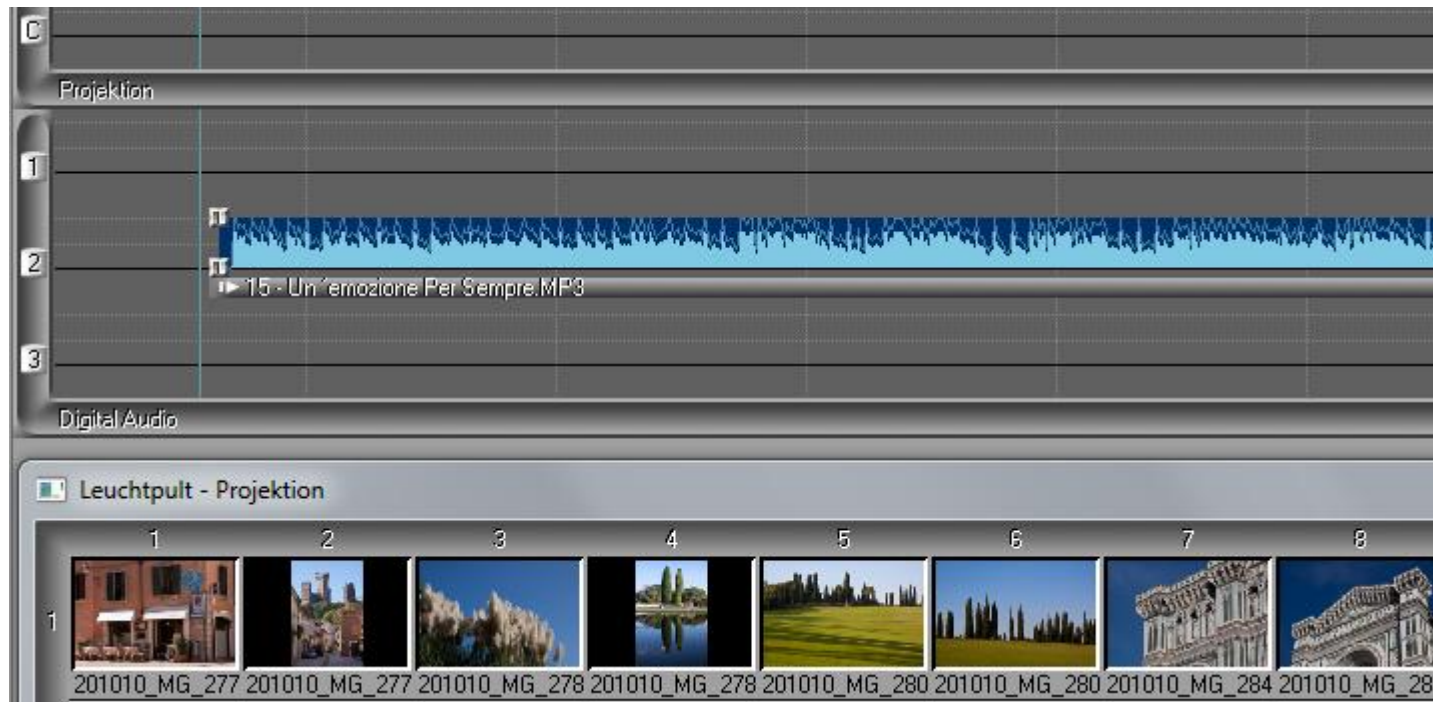 C
Projektion
1
2
15 - Un´emozione Per Sempre.MP3
3
Digital Audio
Leuchtpult - Projektion
1 2 3 4 5 6 7 8
1
201010_MG_277 201010_MG_277 201010_MG_278 201010_MG_278 201010_MG_280 201010_MG_280 201010_MG_284 201010_MG_28